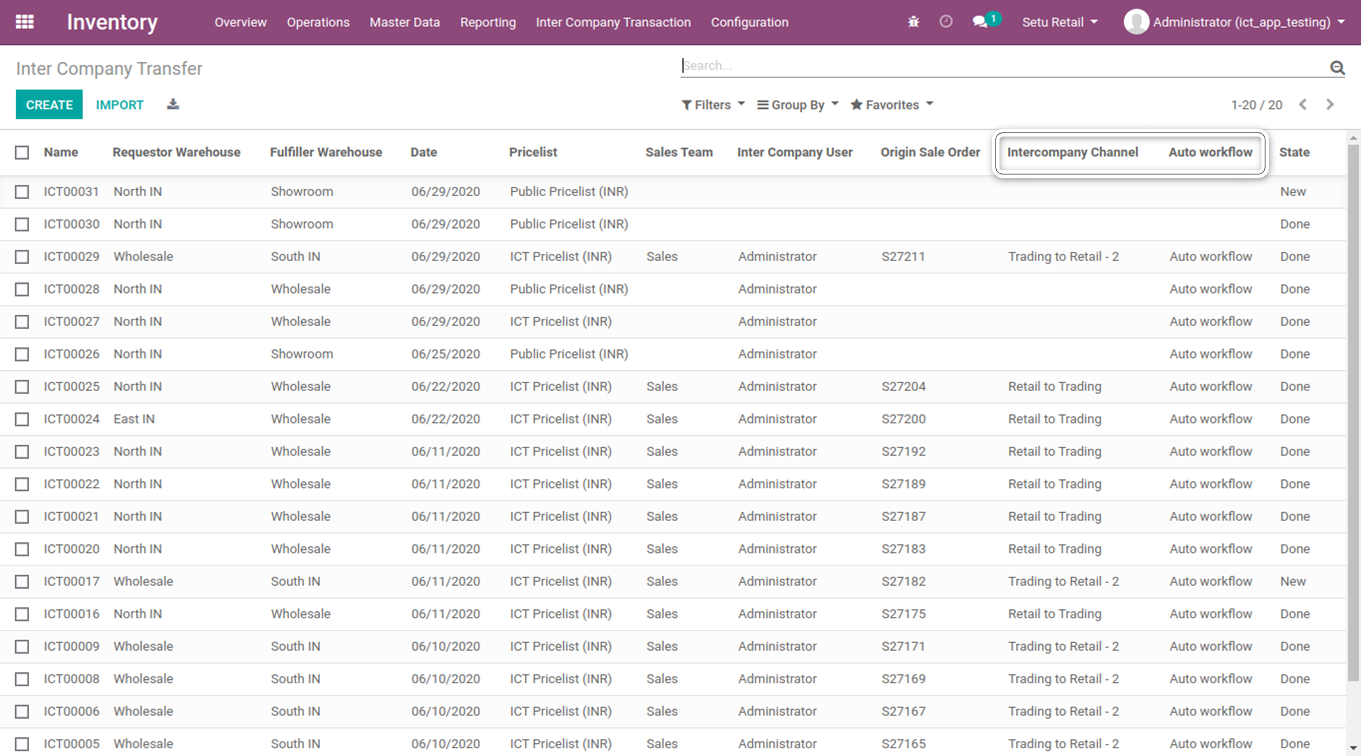 Inventory Overview Operations Master Data Reporting Inter Company Transaction Configuration 1 Setu Retail Administrator (ict_app_testing)
Inter Company Transfer Search...
CREATE IMPORT Filters Group By Favorites 1-20 / 20
Name Requestor Warehouse Fulfiller Warehouse Date Pricelist Sales Team Inter Company User Origin Sale Order Intercompany Channel Auto workflow State
ICT00031 North IN Showroom 06/29/2020 Public Pricelist (INR) New
ICT00030 North IN Showroom 06/29/2020 Public Pricelist (INR) Done
ICT00029 Wholesale South IN 06/29/2020 ICT Pricelist (INR) Sales Administrator S27211 Trading to Retail - 2 Auto workflow Done
ICT00028 North IN Wholesale 06/29/2020 Public Pricelist (INR) Administrator Auto workflow Done
ICT00027 North IN Wholesale 06/29/2020 ICT Pricelist (INR) Administrator Auto workflow Done
ICT00026 North IN Showroom 06/25/2020 Public Pricelist (INR) Administrator Auto workflow Done
ICT00025 North IN Wholesale 06/22/2020 ICT Pricelist (INR) Sales Administrator S27204 Retail to Trading Auto workflow Done
ICT00024 East IN Wholesale 06/22/2020 ICT Pricelist (INR) Sales Administrator S27200 Retail to Trading Auto workflow Done
ICT00023 North IN Wholesale 06/11/2020 ICT Pricelist (INR) Sales Administrator S27192 Retail to Trading Auto workflow Done
ICT00022 North IN Wholesale 06/11/2020 ICT Pricelist (INR) Sales Administrator S27189 Retail to Trading Auto workflow Done
ICT00021 North IN Wholesale 06/11/2020 ICT Pricelist (INR) Sales Administrator S27187 Retail to Trading Auto workflow Done
ICT00020 North IN Wholesale 06/11/2020 ICT Pricelist (INR) Sales Administrator S27183 Retail to Trading Auto workflow Done
ICT00017 Wholesale South IN 06/11/2020 ICT Pricelist (INR) Sales Administrator S27182 Trading to Retail - 2 Auto workflow New
ICT00016 North IN Wholesale 06/11/2020 ICT Pricelist (INR) Sales Administrator S27175 Retail to Trading Auto workflow Done
ICT00009 Wholesale South IN 06/10/2020 ICT Pricelist (INR) Sales Administrator S27171 Trading to Retail - 2 Auto workflow Done
ICT00008 Wholesale South IN 06/10/2020 ICT Pricelist (INR) Sales Administrator S27169 Trading to Retail - 2 Auto workflow Done
ICT00006 Wholesale South IN 06/10/2020 ICT Pricelist (INR) Sales Administrator S27167 Trading to Retail - 2 Auto workflow Done
ICT00005 Wholesale South IN 06/10/2020 ICT Pricelist (INR) Sales Administrator S27165 Trading to Retail - 2 Auto workflow Done